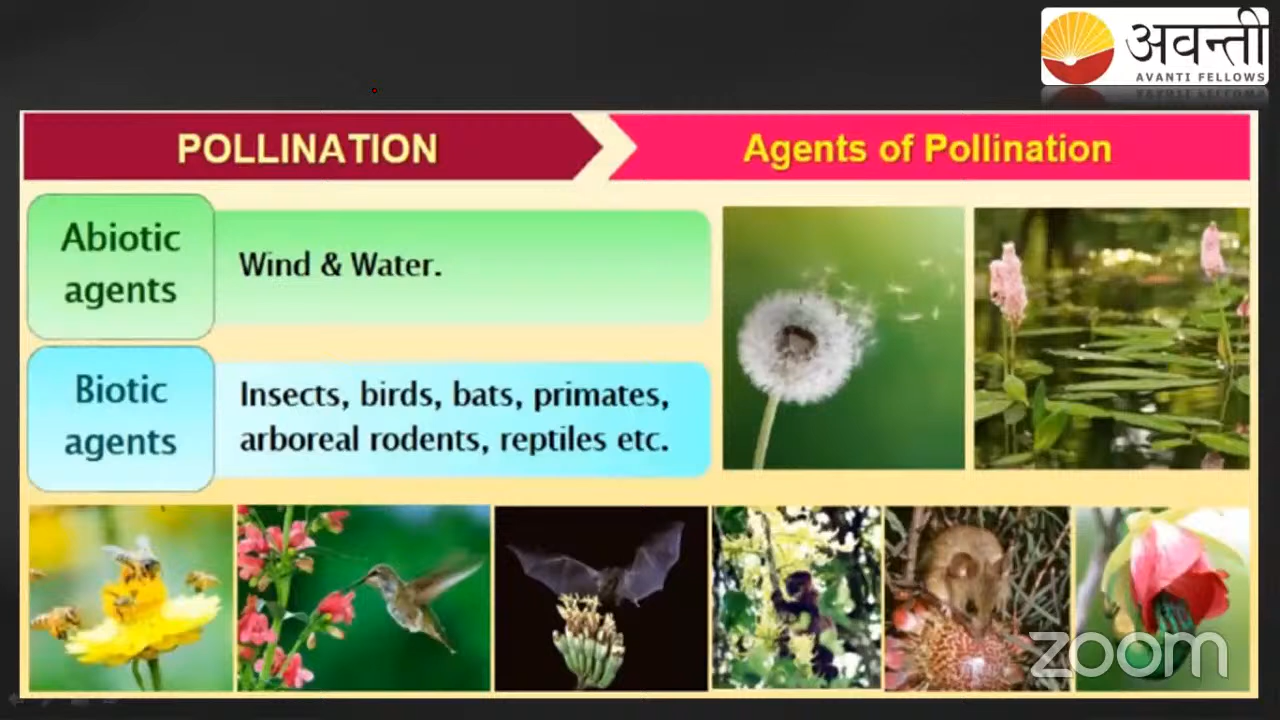 अवन्ती
AVANTI FELLOWS
POLLINATION
Agents of Pollination
Abiotic
agents
Wind & Water.
Biotic
agents
Insects, birds, bats, primates,
arboreal rodents, reptiles etc.
zoom